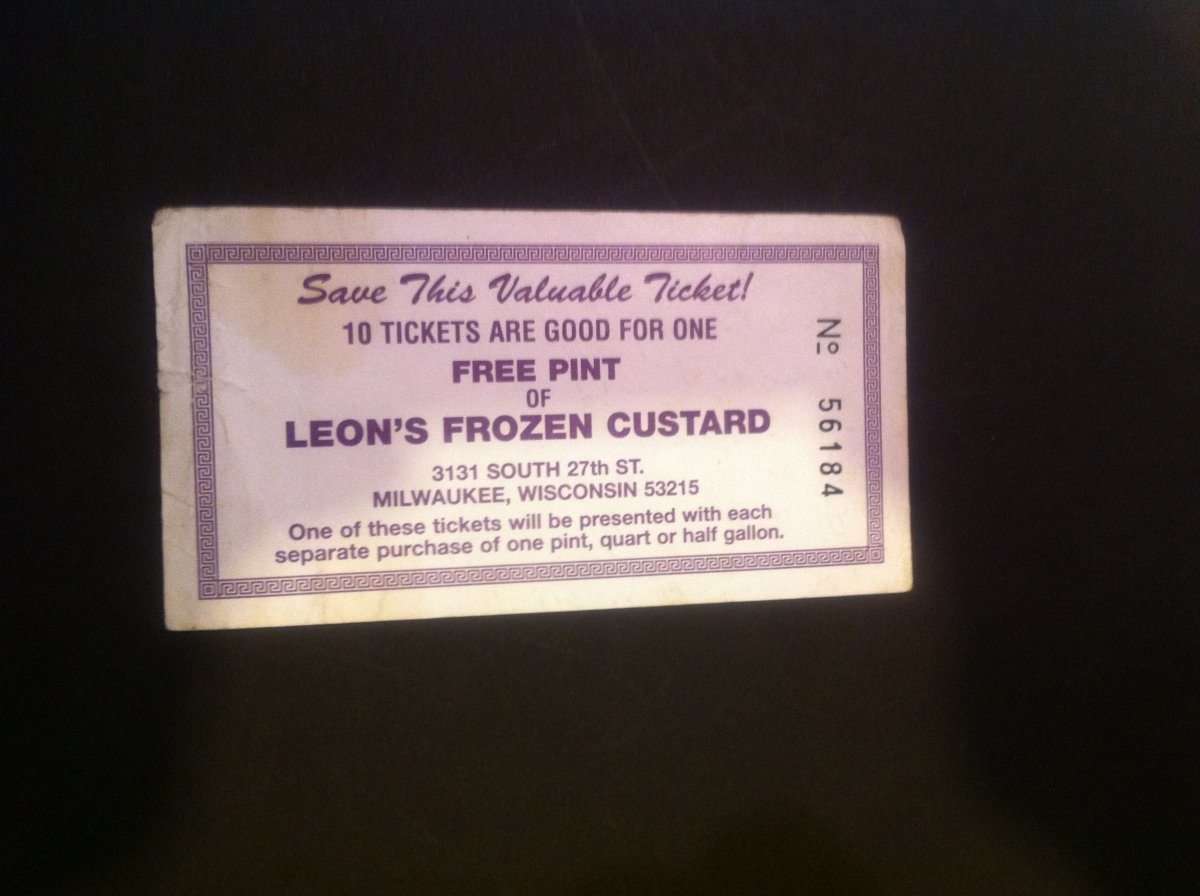 Save This Valuable Ticket!
10 TICKETS ARE GOOD FOR ONE
FREE PINT
OF
LEON'S FROZEN CUSTARD
3131 SOUTH 27th ST.
MILWAUKEE, WISCONSIN 53215
One of these tickets will be presented with each
separate purchase of one pint, quart or half gallon.
Nº 56184